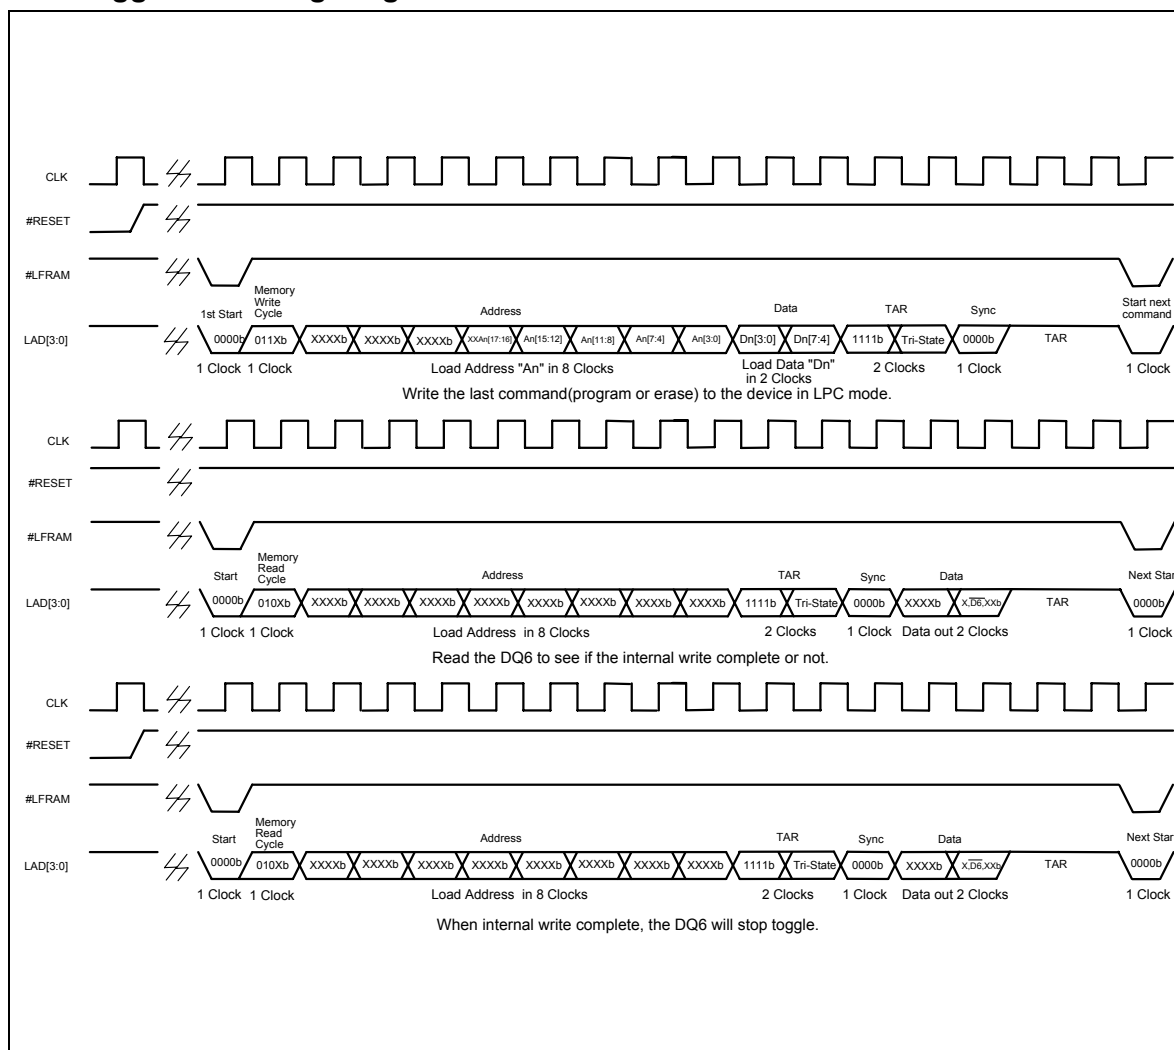 CLK
#RESET
#LFRAM
Memory
Write
Cycle
1st Start
Address
Data
TAR
Sync
Start next
command
LAD[3:0]
0000b
011Xb
XXXXb
XXXXb
XXXXb
XXAn[17:16]
An[15:12]
An[11:8]
An[7:4]
An[3:0]
Dn[3:0]
Dn[7:4]
1111b
Tri-State
0000b
TAR
1 Clock
1 Clock
Load Address "An" in 8 Clocks
Load Data "Dn"
in 2 Clocks
2 Clocks
1 Clock
1 Clock
Write the last command(program or erase) to the device in LPC mode.
CLK
#RESET
#LFRAM
Memory
Read
Cycle
Start
Address
TAR
Sync
Data
Next Star
LAD[3:0]
0000b
010Xb
XXXXb
XXXXb
XXXXb
XXXXb
XXXXb
XXXXb
XXXXb
XXXXb
1111b
Tri-State
0000b
XXXXb
X,D6,XXb
TAR
0000b
1 Clock
1 Clock
Load Address in 8 Clocks
2 Clocks
1 Clock
Data out 2 Clocks
1 Clock
Read the DQ6 to see if the internal write complete or not.
CLK
#RESET
#LFRAM
Memory
Read
Cycle
Start
Address
TAR
Sync
Data
Next Star
LAD[3:0]
0000b
010Xb
XXXXb
XXXXb
XXXXb
XXXXb
XXXXb
XXXXb
XXXXb
XXXXb
1111b
Tri-State
0000b
XXXXb
X,D6,XXb
TAR
0000b
1 Clock
1 Clock
Load Address in 8 Clocks
2 Clocks
1 Clock
Data out 2 Clocks
1 Clock
When internal write complete, the DQ6 will stop toggle.